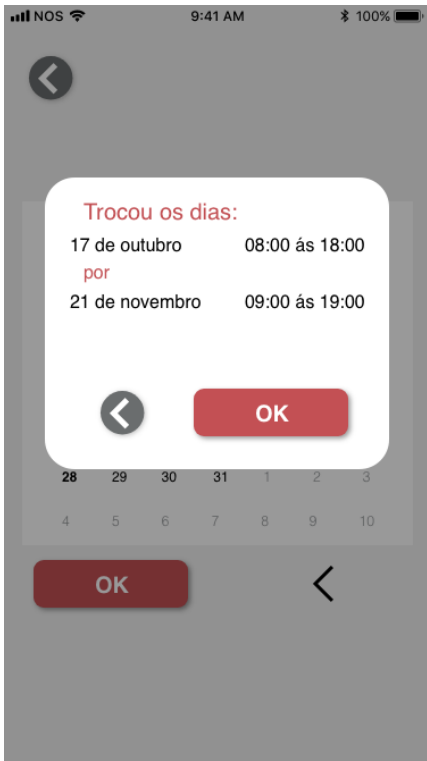 NOS 9:41 AM 100%
Trocou os dias:
17 de outubro 08:00 ás 18:00
por
21 de novembro 09:00 ás 19:00
OK
28 29 30 31 1 2 3
4 5 6 7 8 9 10
OK